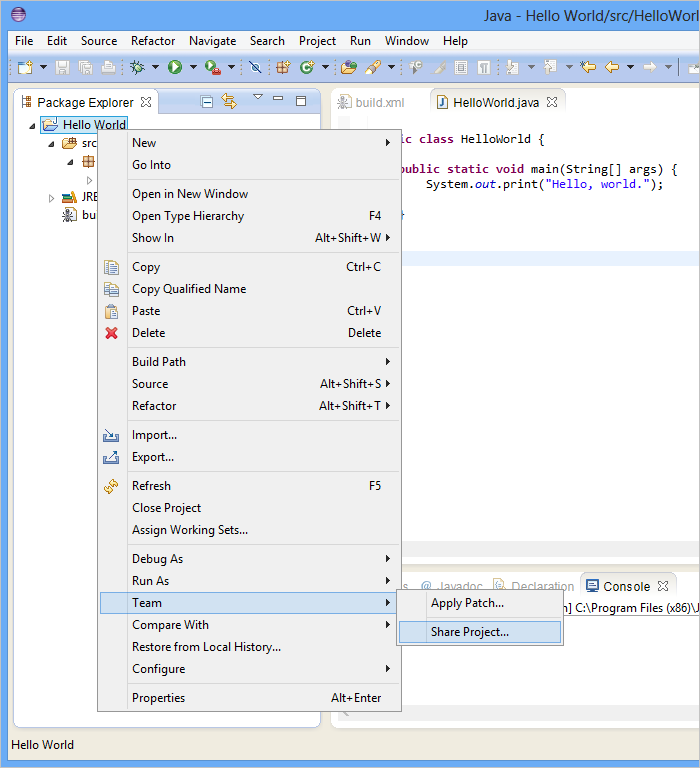 Java - Hello World/src/HelloWorl
File Edit Source Refactor Navigate Search Project Run Window Help
Package Explorer
build.xml HelloWorld.java
Hello World
src
JRE
bu
ic class HelloWorld {
public static void main(String[] args) {
System.out.print("Hello, world.");
}
New
Go Into
Open in New Window
Open Type Hierarchy F4
Show In Alt+Shift+W
Copy Ctrl+C
Copy Qualified Name
Paste Ctrl+V
Delete Delete
Build Path
Source Alt+Shift+S
Refactor Alt+Shift+T
Import...
Export...
Refresh F5
Close Project
Assign Working Sets...
Debug As
Run As
Team
Compare With
Restore from Local History...
Configure
Properties Alt+Enter
s @ Javadoc Declaration Console
n] C:\Program Files (x86)\J
Apply Patch...
Share Project...
Hello World